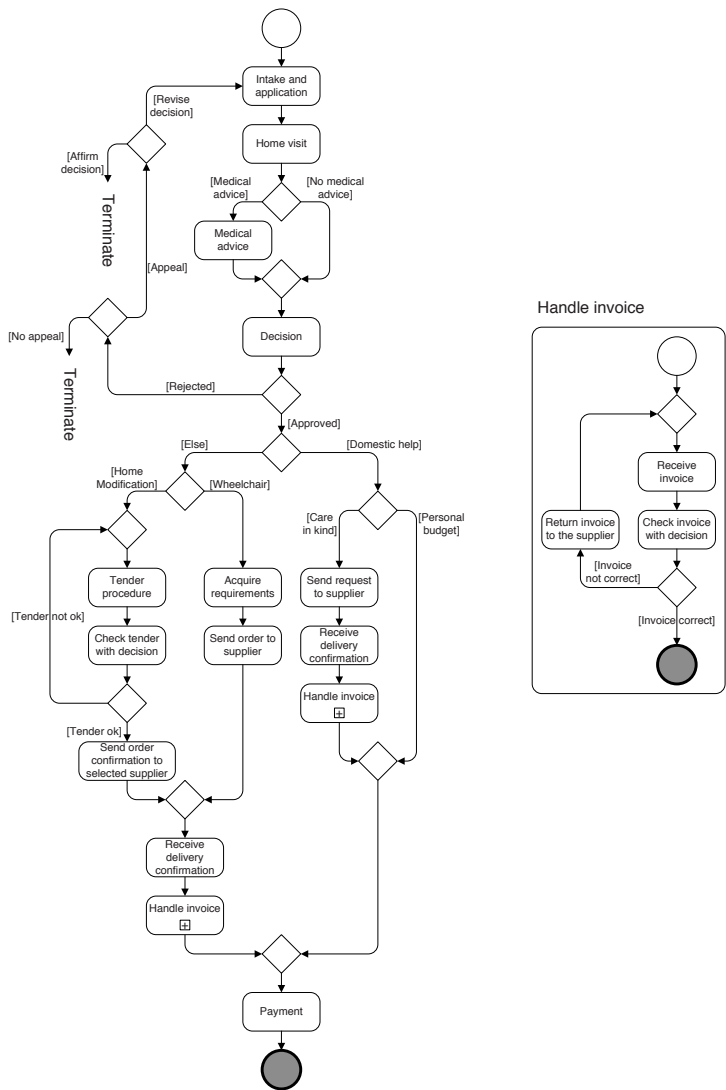 Intake and
application
[Revise
decision]
Home visit
[Affirm
decision]
Terminate
[Medical
advice]
[No medical
advice]
Medical
advice
[Appeal]
[No appeal]
Terminate
Decision
[Rejected]
[Approved]
[Else]
[Domestic help]
[Home
Modification]
[Wheelchair]
[Care
in kind]
[Personal
budget]
Tender
procedure
Acquire
requirements
Send request
to supplier
[Tender not ok]
Check tender
with decision
Send order to
supplier
Receive
delivery
confirmation
Handle invoice
[Tender ok]
Send order
confirmation to
selected supplier
Receive
delivery
confirmation
Handle invoice
Payment
Handle invoice
Receive
invoice
Return invoice
to the supplier
Check invoice
with decision
[Invoice
not correct]
[Invoice correct]